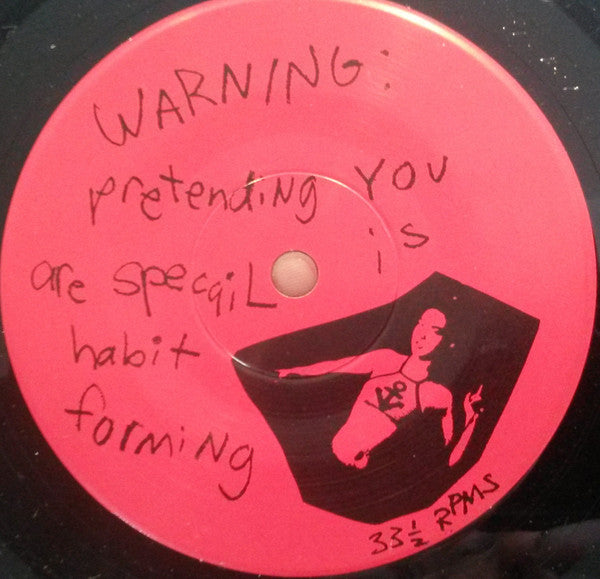 WARNING:
pretending YOU
are specqiL is
habit
forming
33 ½ RPMS